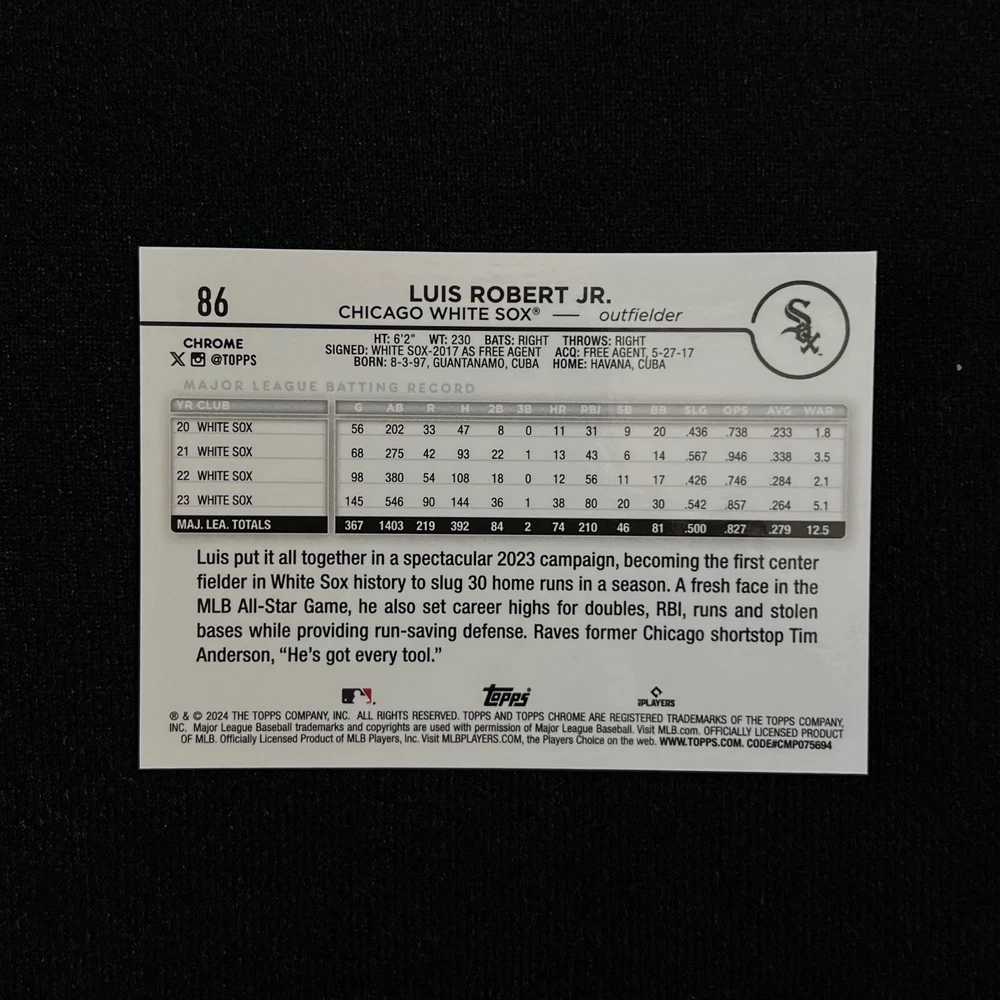 86
LUIS ROBERT JR.
CHICAGO WHITE SOX® — outfielder
Sox
CHROME
X @TOPPS
HT: 6'2" WT: 230 BATS: RIGHT THROWS: RIGHT
SIGNED: WHITE SOX-2017 AS FREE AGENT ACQ: FREE AGENT, 5-27-17
BORN: 8-3-97, GUANTANAMO, CUBA HOME: HAVANA, CUBA
MAJOR LEAGUE BATTING RECORD
YR CLUB G AB R H 2B 3B HR RBI SB BB SLG OPS AVG WAR
20 WHITE SOX 56 202 33 47 8 0 11 31 9 20 .436 .738 .233 1.8
21 WHITE SOX 68 275 42 93 22 1 13 43 6 14 .567 .946 .338 3.5
22 WHITE SOX 98 380 54 108 18 0 12 56 11 17 .426 .746 .284 2.1
23 WHITE SOX 145 546 90 144 36 1 38 80 20 30 .542 .857 .264 5.1
MAJ. LEA. TOTALS 367 1403 219 392 84 2 74 210 46 81 .500 .827 .279 12.5
Luis put it all together in a spectacular 2023 campaign, becoming the first center
fielder in White Sox history to slug 30 home runs in a season. A fresh face in the
MLB All-Star Game, he also set career highs for doubles, RBI, runs and stolen
bases while providing run-saving defense. Raves former Chicago shortstop Tim
Anderson, “He’s got every tool.”
Topps
PLAYERS
® & © 2024 THE TOPPS COMPANY, INC. ALL RIGHTS RESERVED. TOPPS AND TOPPS CHROME ARE REGISTERED TRADEMARKS OF THE TOPPS COMPANY,
INC. Major League Baseball trademarks and copyrights are used with permission of Major League Baseball. Visit MLB.com. OFFICIALLY LICENSED PRODUCT
OF MLB. Officially Licensed Product of MLB Players, Inc. Visit MLBPLAYERS.COM, the Players Choice on the web. WWW.TOPPS.COM. CODE#CMP075694